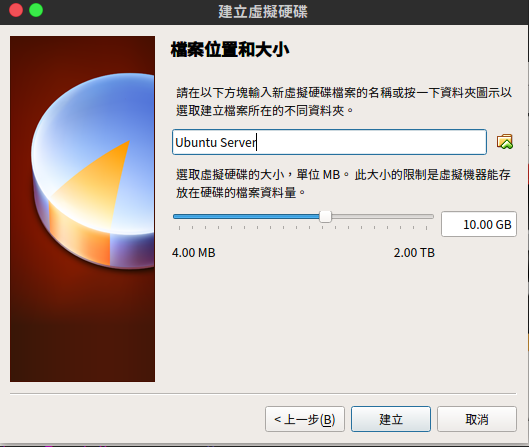 建立虛擬硬碟
檔案位置和大小
請在以下方塊輸入新虛擬硬碟檔案的名稱或按一下資料夾圖示以
選取建立檔案所在的不同資料夾。
Ubuntu Server
選取虛擬硬碟的大小，單位 MB。 此大小的限制是虛擬機器能存
放在硬碟的檔案資料量。
10.00 GB
4.00 MB 2.00 TB
< 上一步(B) 建立 取消